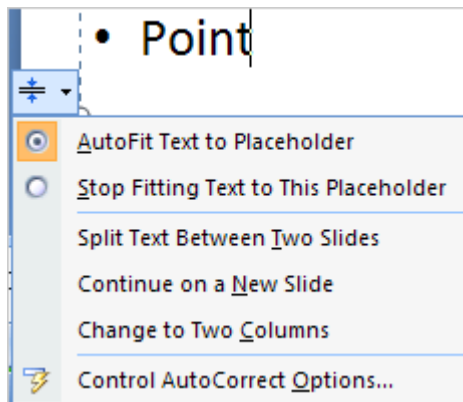 • Point
AutoFit Text to Placeholder
Stop Fitting Text to This Placeholder
Split Text Between Two Slides
Continue on a New Slide
Change to Two Columns
Control AutoCorrect Options...